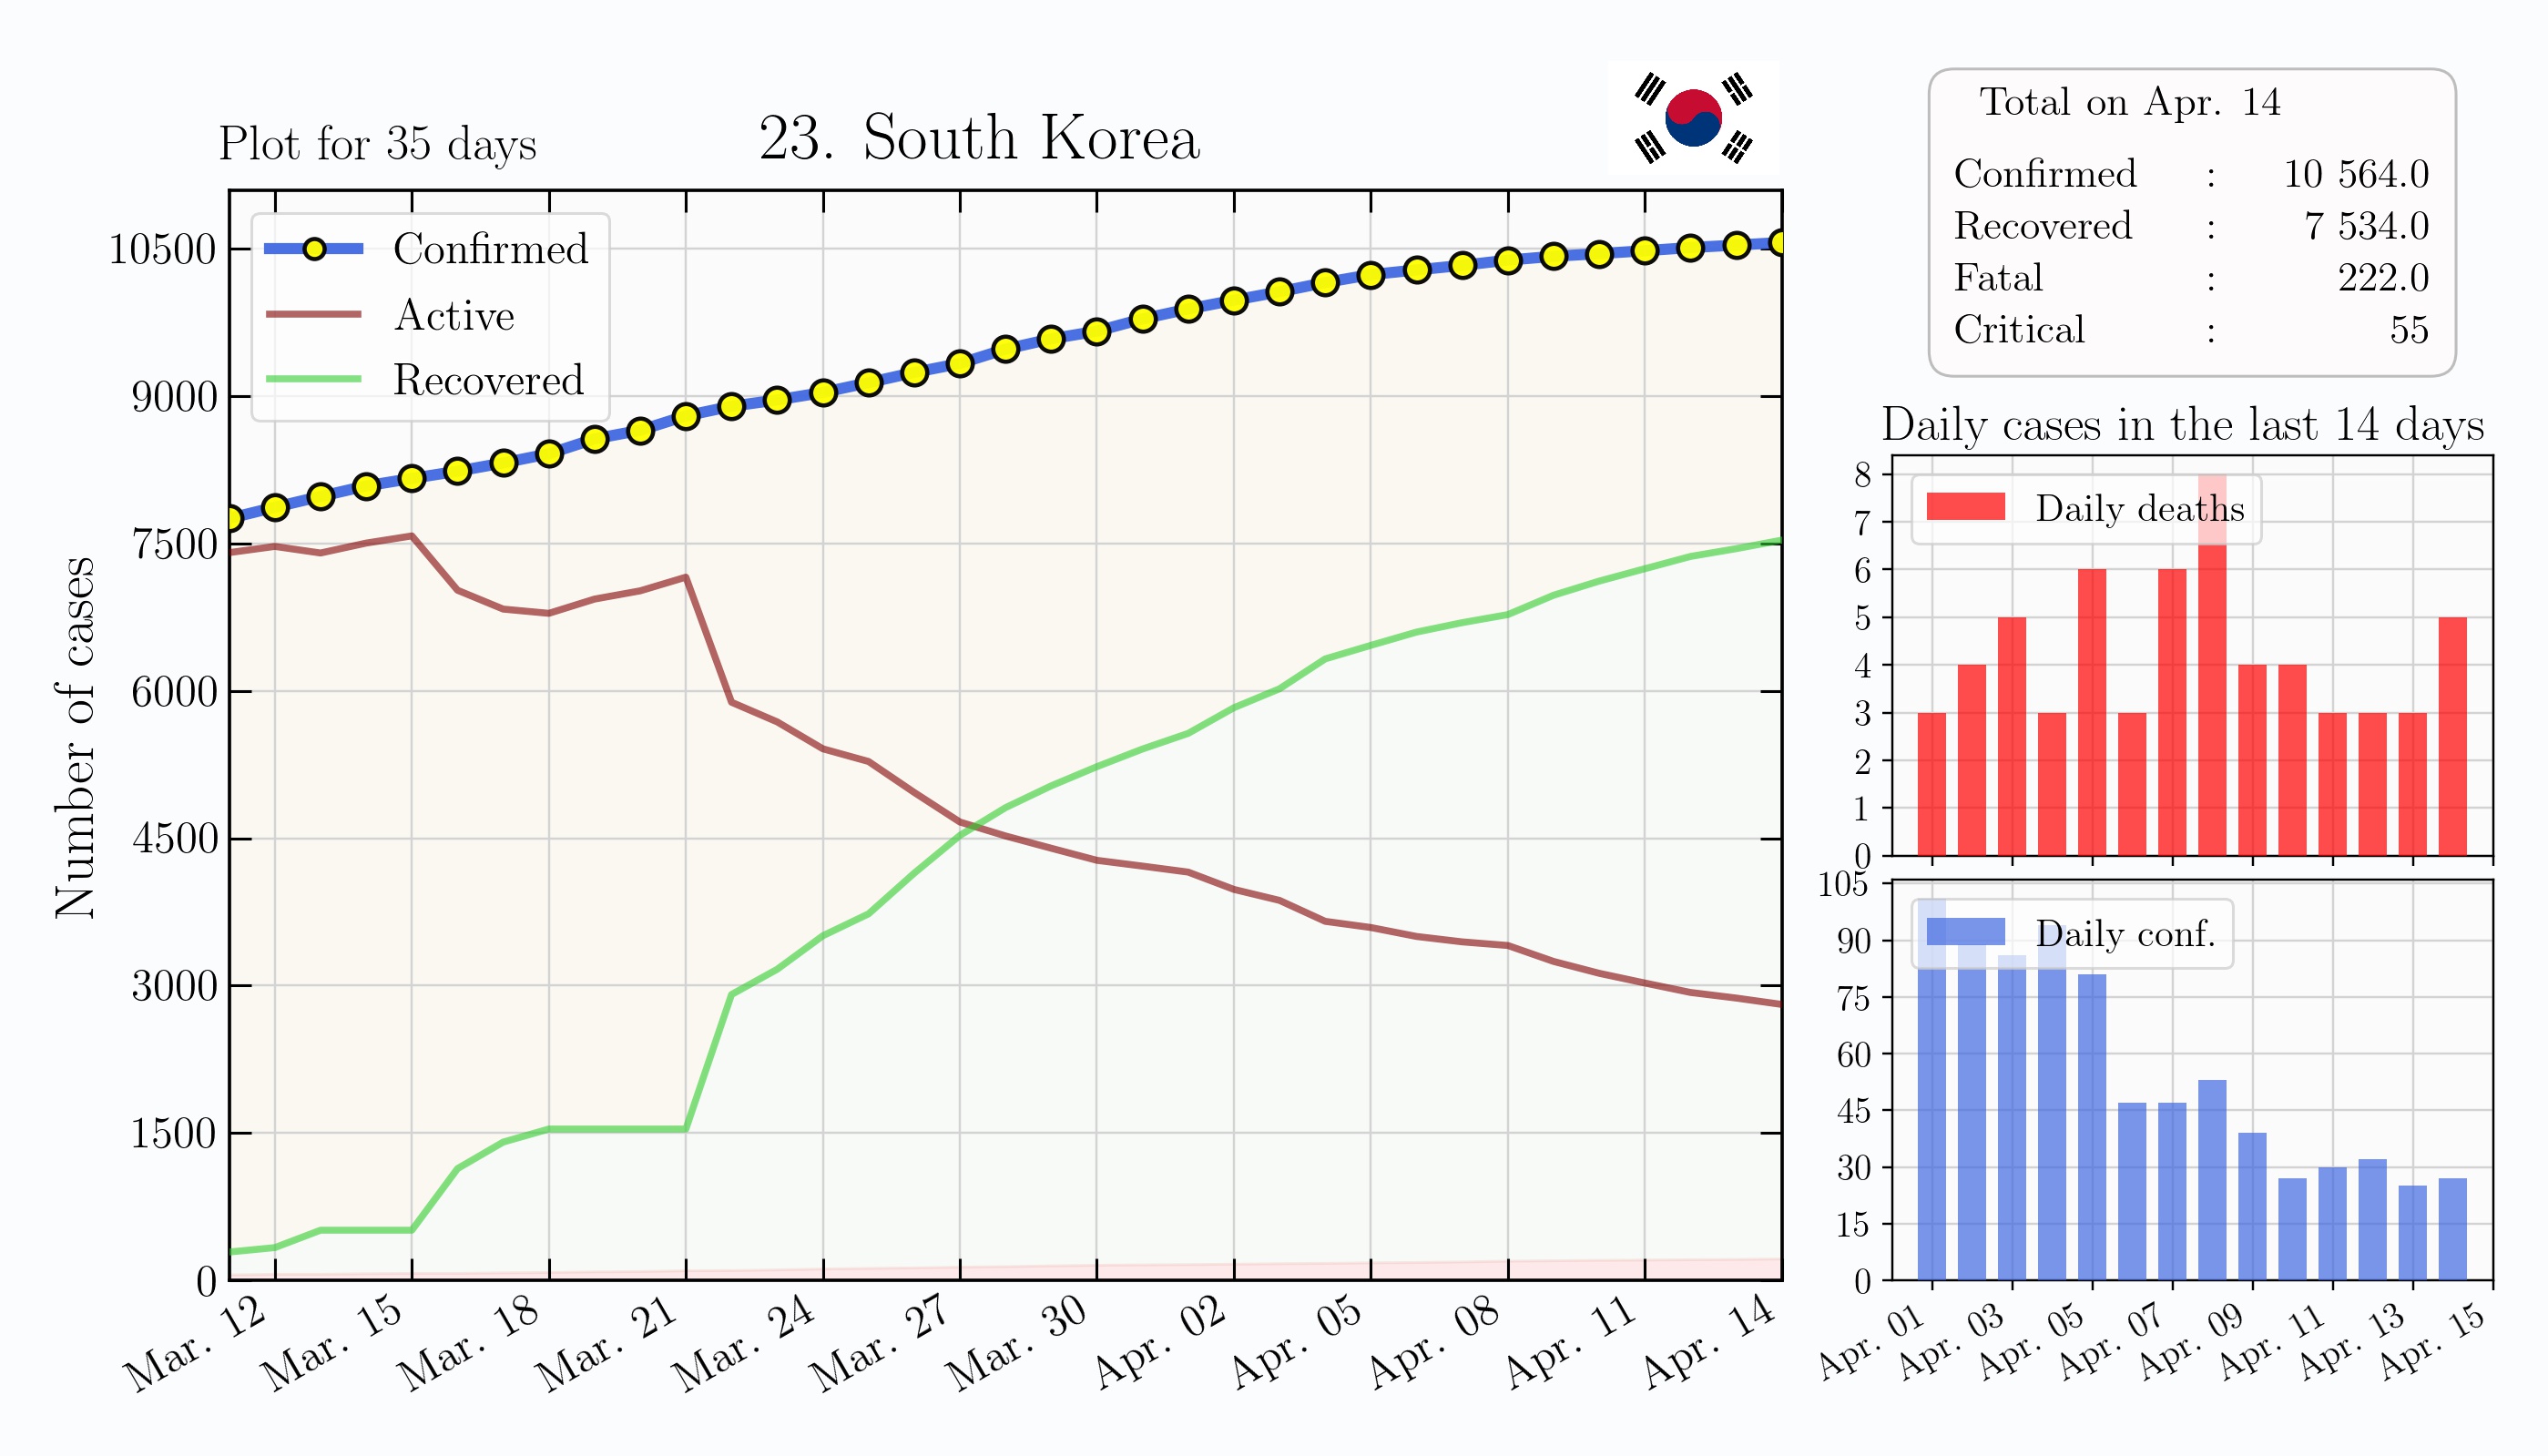 Plot for 35 days
23. South Korea
Number of cases
10500
9000
7500
6000
4500
3000
1500
0
Confirmed
Active
Recovered
Mar. 12
Mar. 15
Mar. 18
Mar. 21
Mar. 24
Mar. 27
Mar. 30
Apr. 02
Apr. 05
Apr. 08
Apr. 11
Apr. 14
Total on Apr. 14
Confirmed : 10 564.0
Recovered : 7 534.0
Fatal : 222.0
Critical : 55
Daily cases in the last 14 days
8
7
6
5
4
3
2
1
0
Daily deaths
105
90
75
60
45
30
15
0
Daily conf.
Apr. 01
Apr. 03
Apr. 05
Apr. 07
Apr. 09
Apr. 11
Apr. 13
Apr. 15